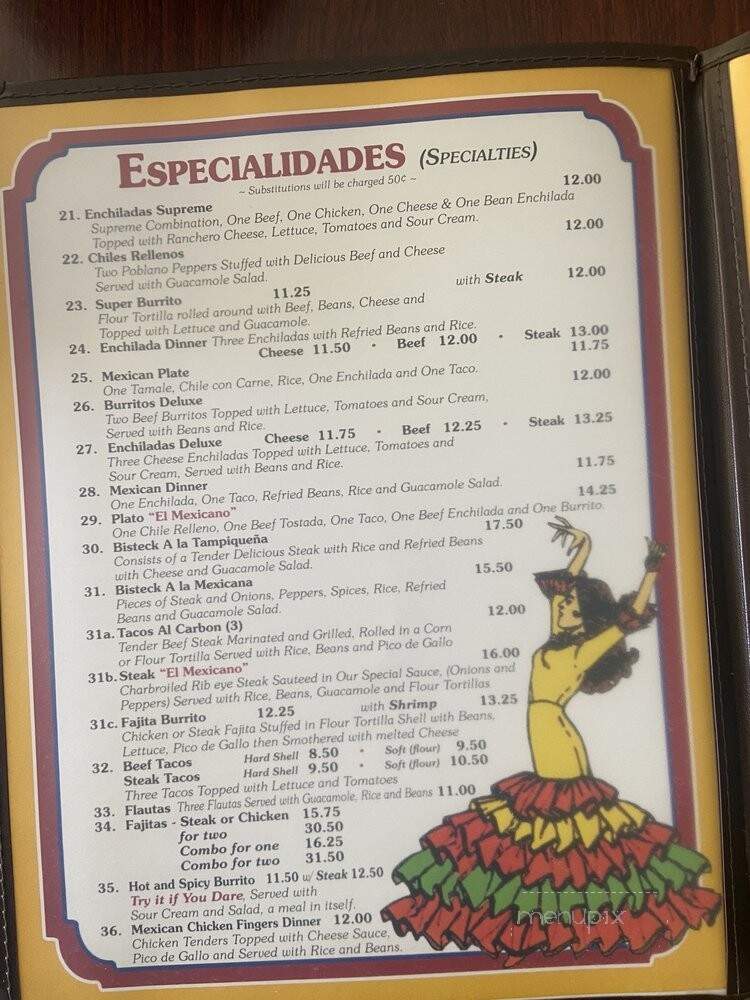 ESPECIALIDADES (SPECIALTIES)
~ Substitutions will be charged 50¢ ~
21. Enchiladas Supreme 12.00
Supreme Combination, One Beef, One Chicken, One Cheese & One Bean Enchilada
Topped with Ranchero Cheese, Lettuce, Tomatoes and Sour Cream.
22. Chiles Rellenos 12.00
Two Poblano Peppers Stuffed with Delicious Beef and Cheese
Served with Guacamole Salad.
23. Super Burrito 11.25 with Steak 12.00
Flour Tortilla rolled around with Beef, Beans, Cheese and
Topped with Lettuce and Guacamole.
24. Enchilada Dinner Three Enchiladas with Refried Beans and Rice.
Cheese 11.50 • Beef 12.00 • Steak 13.00
25. Mexican Plate 11.75
One Tamale, Chile con Carne, Rice, One Enchilada and One Taco.
26. Burritos Deluxe 12.00
Two Beef Burritos Topped with Lettuce, Tomatoes and Sour Cream,
Served with Beans and Rice.
27. Enchiladas Deluxe Cheese 11.75 • Beef 12.25 • Steak 13.25
Three Cheese Enchiladas Topped with Lettuce, Tomatoes and
Sour Cream, Served with Beans and Rice.
28. Mexican Dinner 11.75
One Enchilada, One Taco, Refried Beans, Rice and Guacamole Salad.
29. Plato "El Mexicano" 14.25
One Chile Relleno, One Beef Tostada, One Taco, One Beef Enchilada and One Burrito.
30. Bisteck A la Tampiqueña 17.50
Consists of a Tender Delicious Steak with Rice and Refried Beans
with Cheese and Guacamole Salad.
31. Bisteck A la Mexicana 15.50
Pieces of Steak and Onions, Peppers, Spices, Rice, Refried
Beans and Guacamole Salad.
31a. Tacos Al Carbon (3) 12.00
Tender Beef Steak Marinated and Grilled, Rolled in a Corn
or Flour Tortilla Served with Rice, Beans and Pico de Gallo
31b. Steak "El Mexicano" 16.00
Charbroiled Rib eye Steak Sauteed in Our Special Sauce, (Onions and
Peppers) Served with Rice, Beans, Guacamole and Flour Tortillas
31c. Fajita Burrito 12.25 with Shrimp 13.25
Chicken or Steak Fajita Stuffed in Flour Tortilla Shell with Beans,
Lettuce, Pico de Gallo then Smothered with melted Cheese
32. Beef Tacos Hard Shell 8.50 • Soft (flour) 9.50
Steak Tacos Hard Shell 9.50 • Soft (flour) 10.50
Three Tacos Topped with Lettuce and Tomatoes
33. Flautas Three Flautas Served with Guacamole, Rice and Beans 11.00
34. Fajitas - Steak or Chicken 15.75
for two 30.50
Combo for one 16.25
Combo for two 31.50
35. Hot and Spicy Burrito 11.50 w/ Steak 12.50
Try it if You Dare, Served with
Sour Cream and Salad, a meal in itself.
36. Mexican Chicken Fingers Dinner 12.00
Chicken Tenders Topped with Cheese Sauce,
Pico de Gallo and Served with Rice and Beans.
menupix